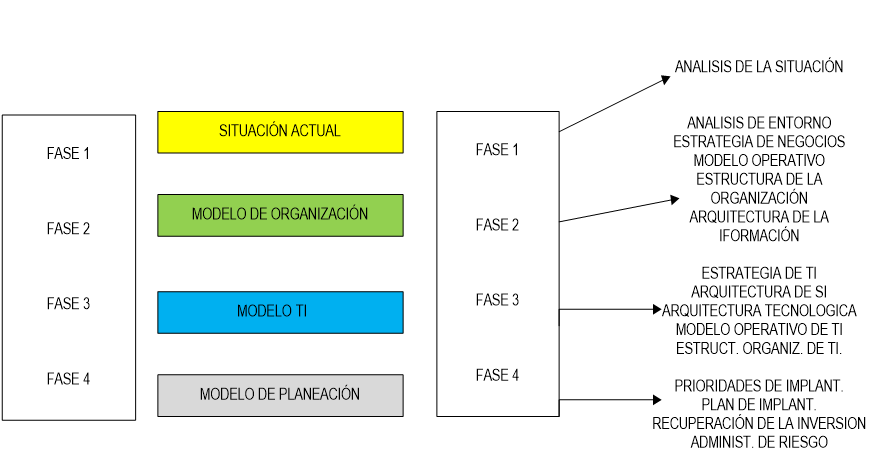 FASE 1
FASE 2
FASE 3
FASE 4
SITUACIÓN ACTUAL
MODELO DE ORGANIZACIÓN
MODELO TI
MODELO DE PLANEACIÓN
FASE 1
FASE 2
FASE 3
FASE 4
ANALISIS DE LA SITUACIÓN
ANALISIS DE ENTORNO
ESTRATEGIA DE NEGOCIOS
MODELO OPERATIVO
ESTRUCTURA DE LA
ORGANIZACIÓN
ARQUITECTURA DE LA
IFORMACIÓN
ESTRATEGIA DE TI
ARQUITECTURA DE SI
ARQUITECTURA TECNOLOGICA
MODELO OPERATIVO DE TI
ESTRUCT. ORGANIZ. DE TI.
PRIORIDADES DE IMPLANT.
PLAN DE IMPLANT.
RECUPERACIÓN DE LA INVERSION
ADMINIST. DE RIESGO